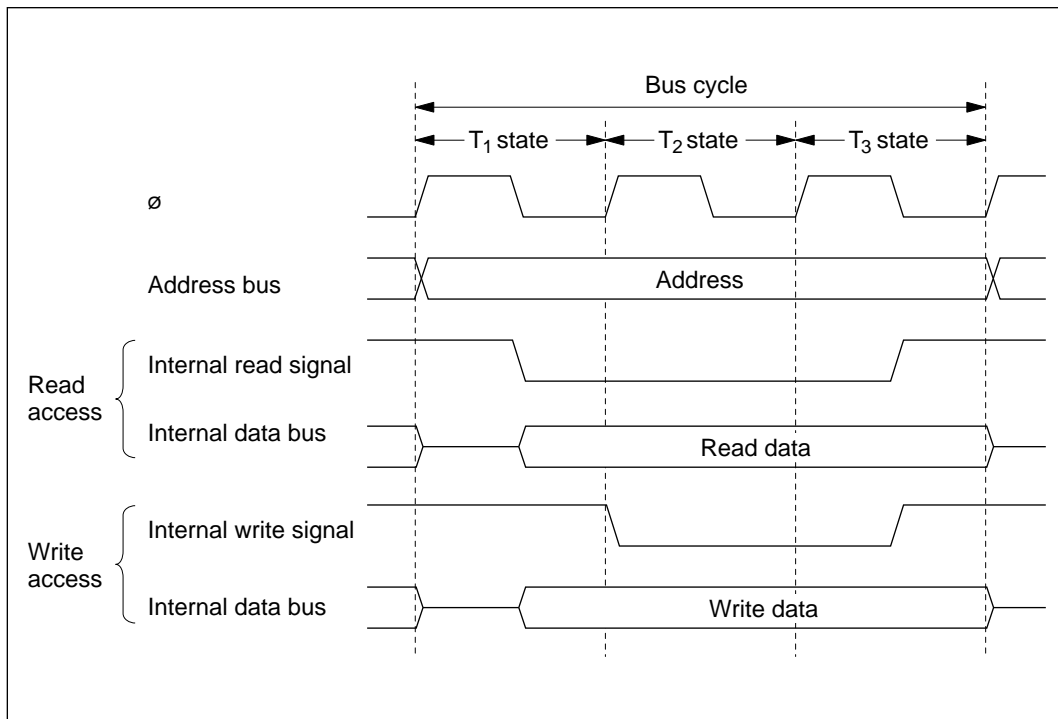 Bus cycle
T1 state T2 state T3 state
ø
Address bus
Address
Internal read signal
Read
access
Internal data bus
Read data
Internal write signal
Write
access
Internal data bus
Write data